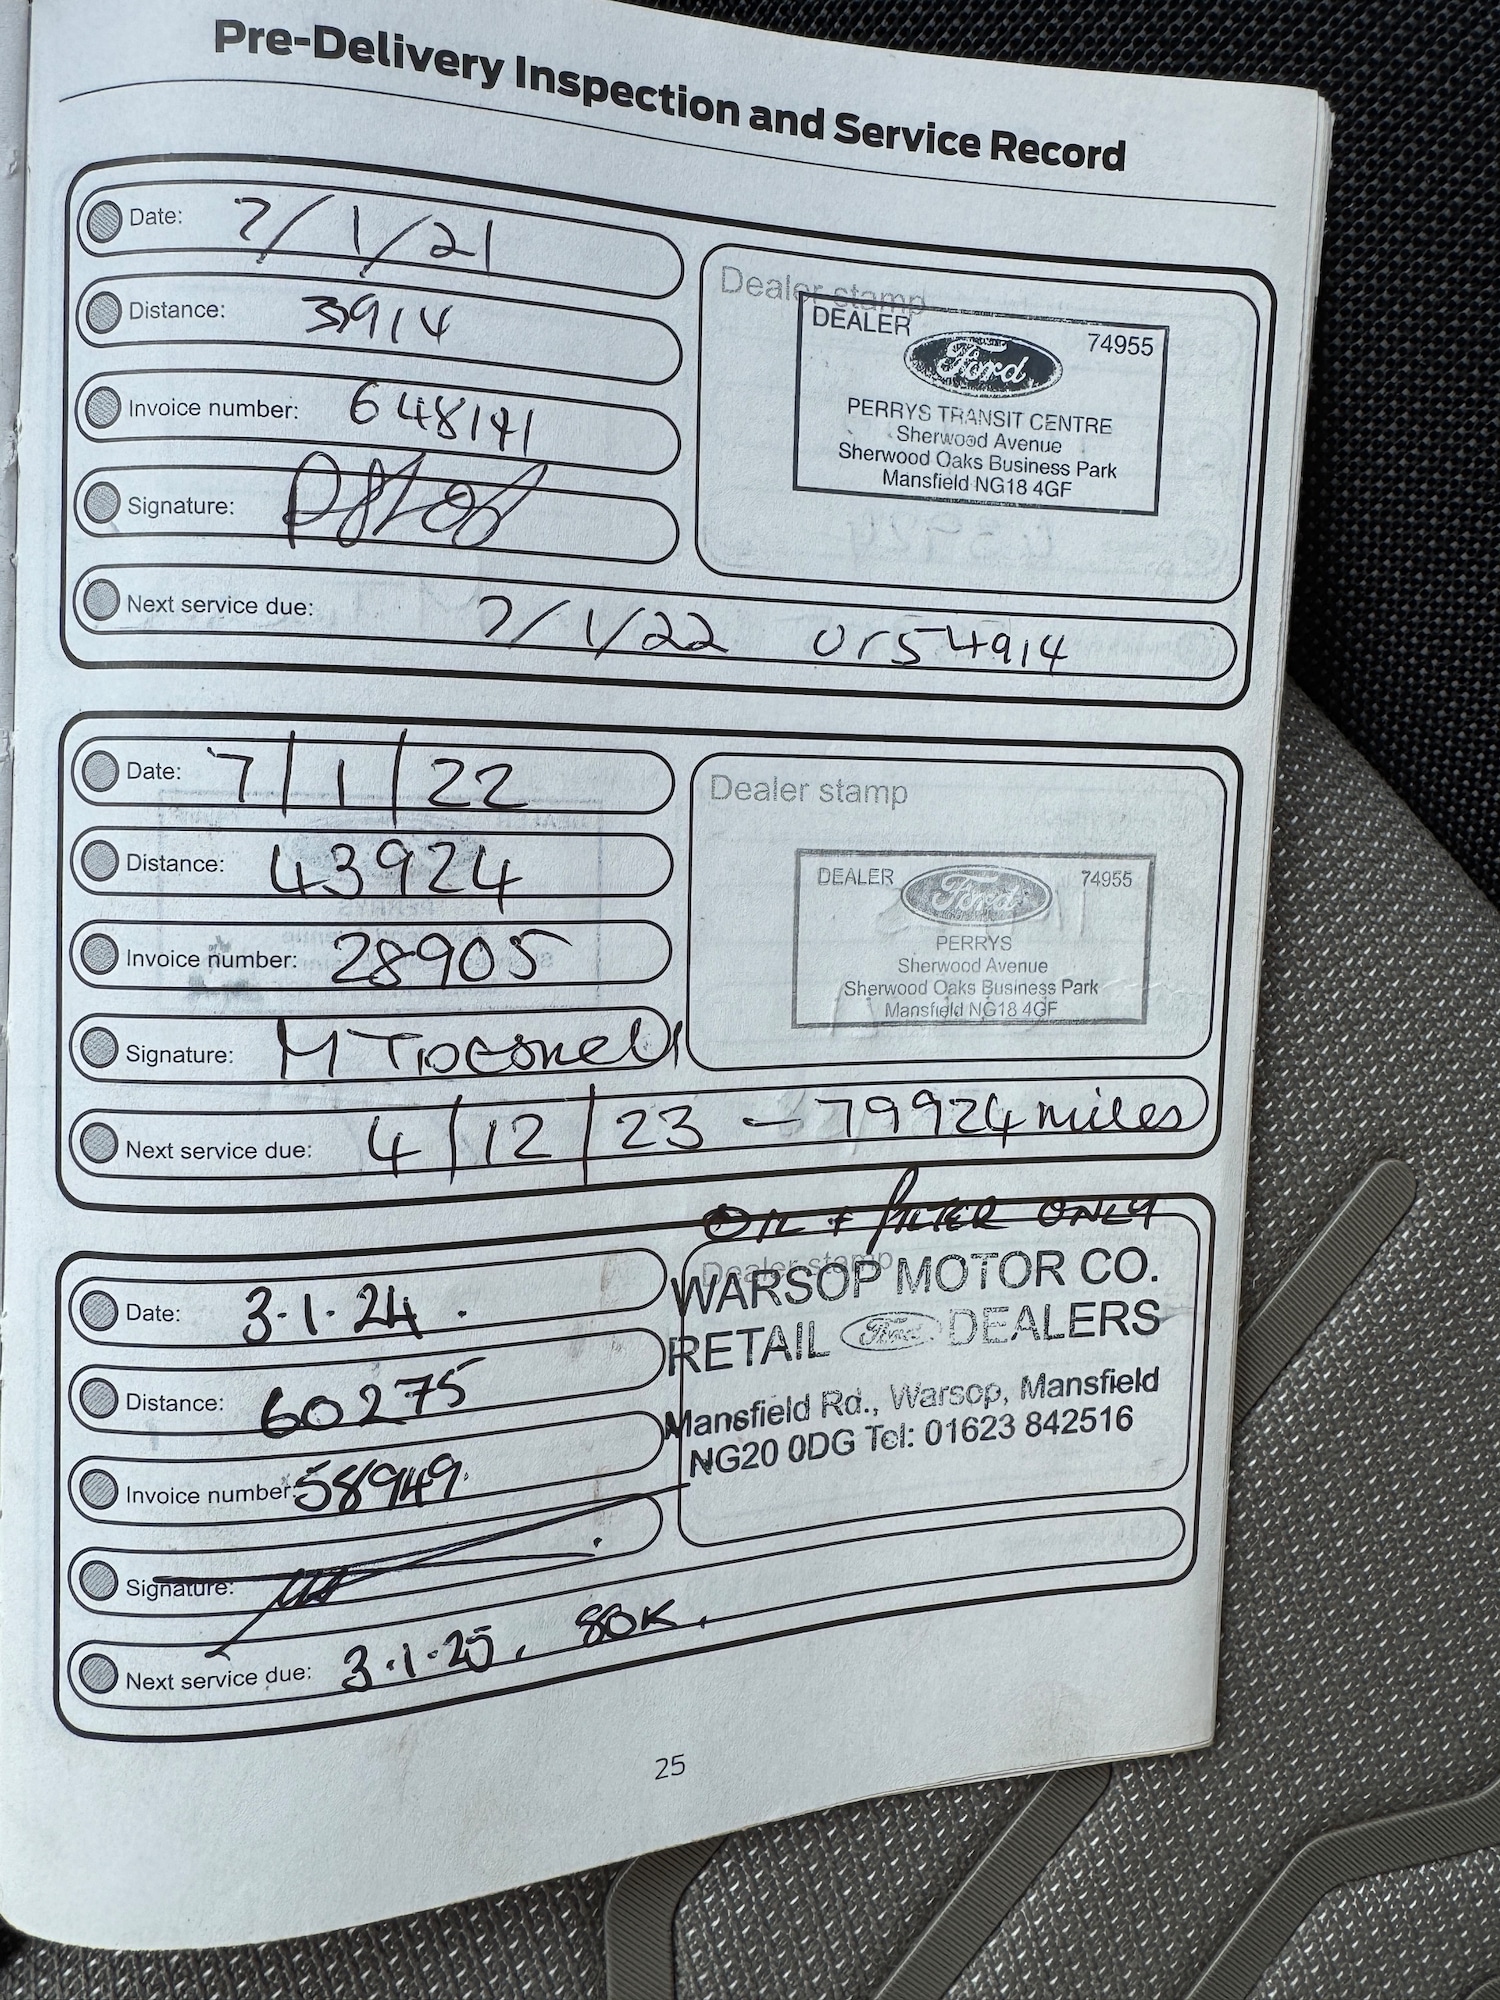 Pre-Delivery Inspection and Service Record
Date: 7/1/21
Distance: 3914
Invoice number: 648141
Signature:
Next service due: 7/1/22 or 54914
Dealer stamp
DEALER Ford 74955
PERRYS TRANSIT CENTRE
Sherwood Avenue
Sherwood Oaks Business Park
Mansfield NG18 4GF
Date: 7/1/22
Distance: 43924
Invoice number: 28905
Signature:
Next service due: 4/12/23 - 79924 miles
Dealer stamp
DEALER Ford 74955
PERRYS
Sherwood Avenue
Sherwood Oaks Business Park
Mansfield NG18 4GF
OIL + FILTER ONLY
Date: 3.1.24.
Distance: 60275
Invoice number: 58949.
Signature:
Next service due: 3.1.25, 80K.
Dealer stamp
WARSOP MOTOR CO.
RETAIL Ford DEALERS
Mansfield Rd., Warsop, Mansfield
NG20 0DG Tel: 01623 842516
25